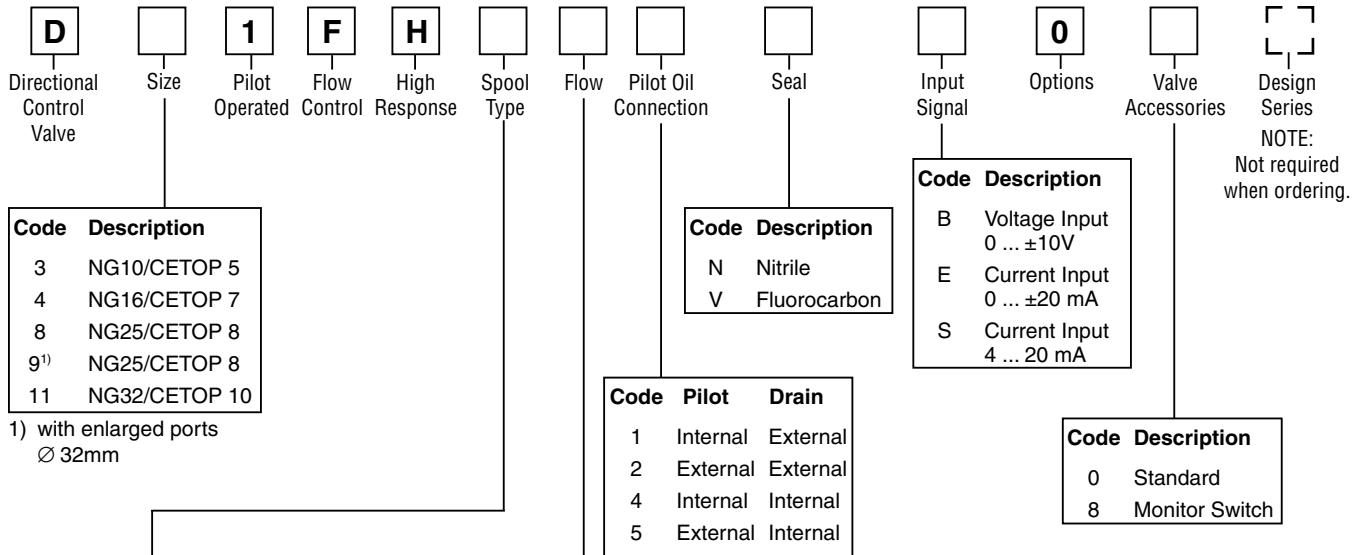 D 1 F H 0
Directional Control Valve
Size
Pilot Operated
Flow Control
High Response
Spool Type
Flow
Pilot Oil Connection
Seal
Input Signal
Options
Valve Accessories
Design Series
NOTE:
Not required
when ordering.
Code Description
3 NG10/CETOP 5
4 NG16/CETOP 7
8 NG25/CETOP 8
9¹⁾ NG25/CETOP 8
11 NG32/CETOP 10
1) with enlarged ports
∅ 32mm
Code Pilot Drain
1 Internal External
2 External External
4 Internal Internal
5 External Internal
Code Description
N Nitrile
V Fluorocarbon
Code Description
B Voltage Input
0 ... ±10V
E Current Input
0 ... ±20 mA
S Current Input
4 ... 20 mA
Code Description
0 Standard
8 Monitor Switch